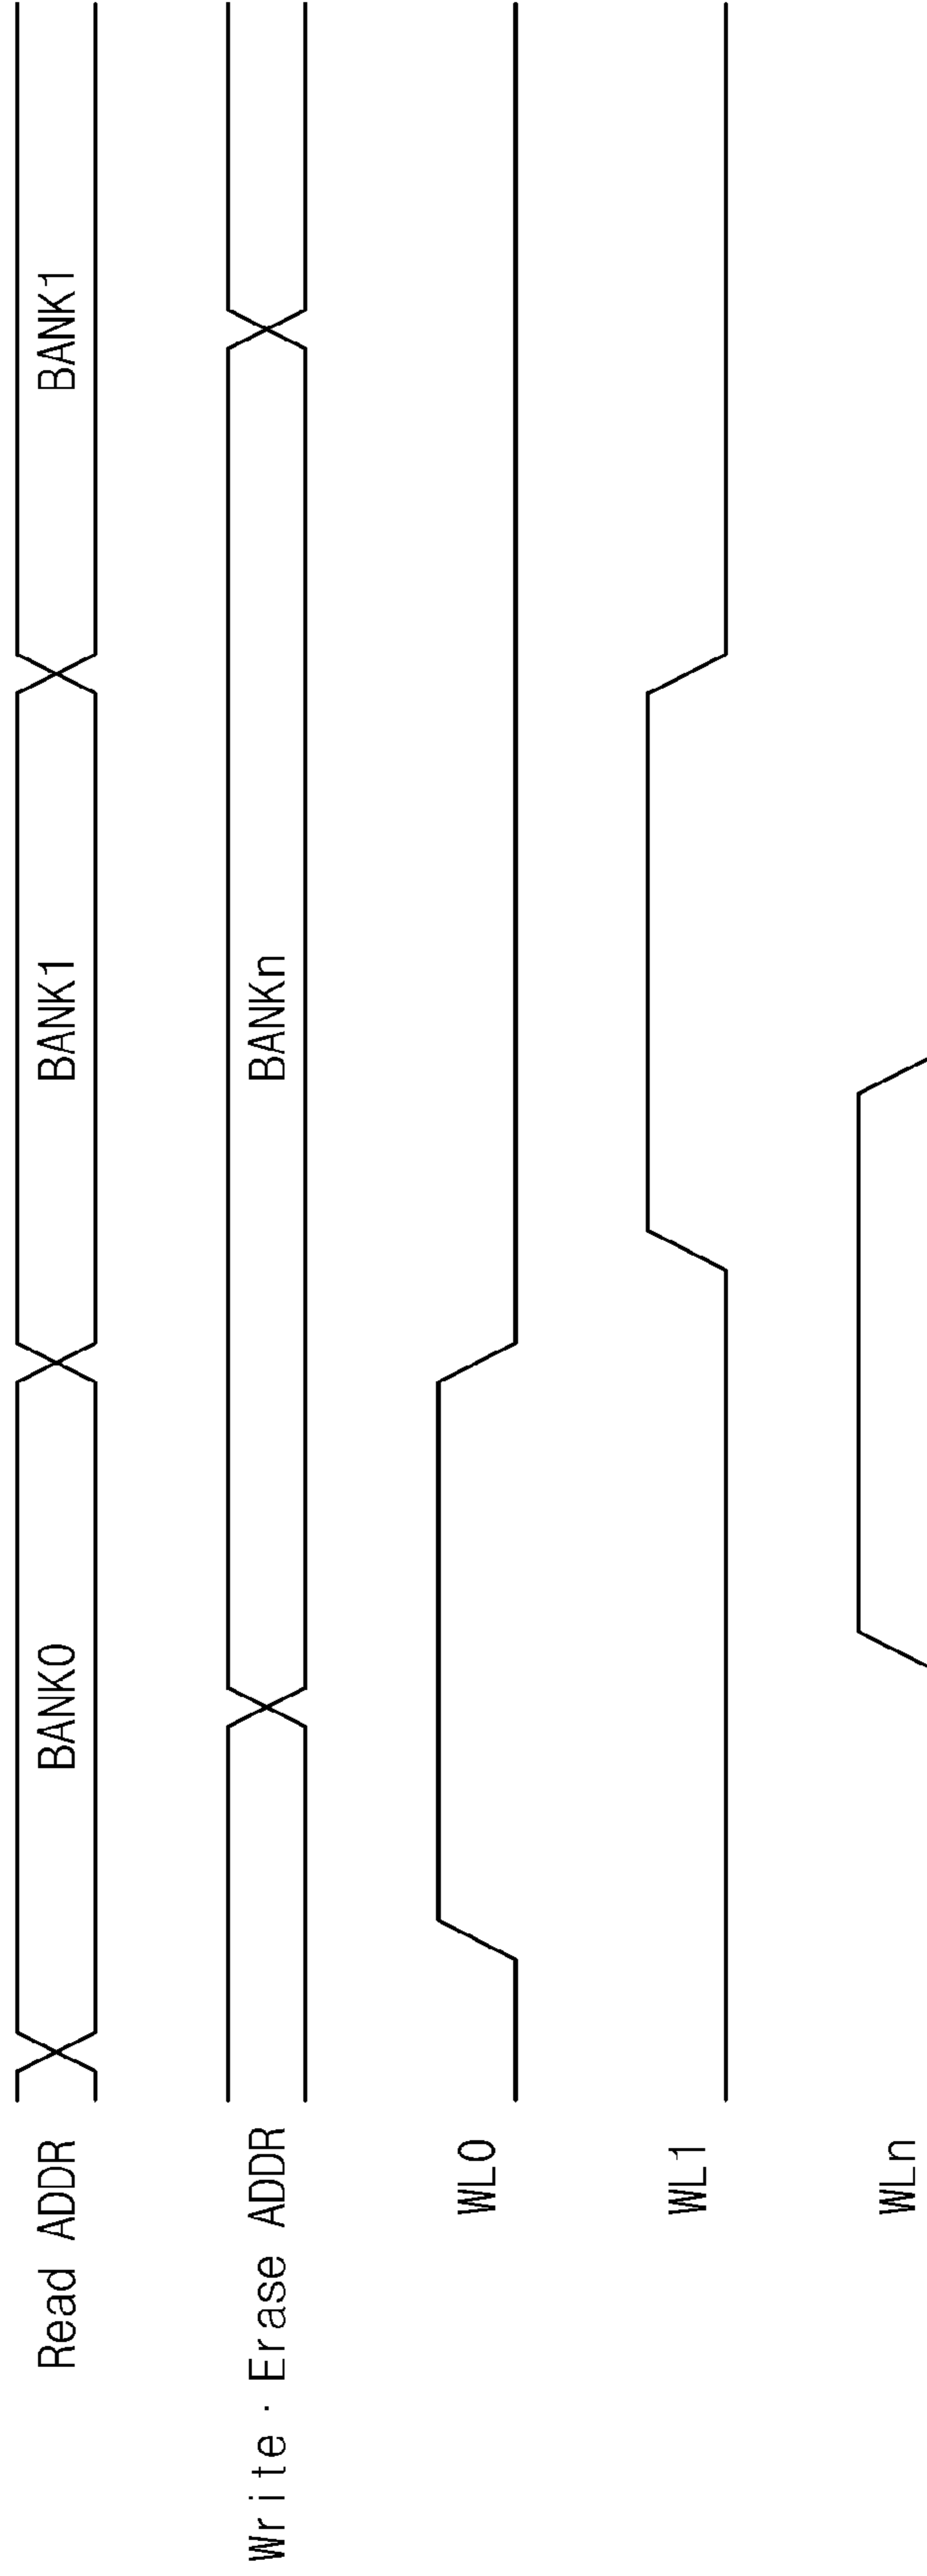 Read ADDR
BANK0
BANK1
BANK1
Write·Erase ADDR
BANKn
WL0
WL1
WLn